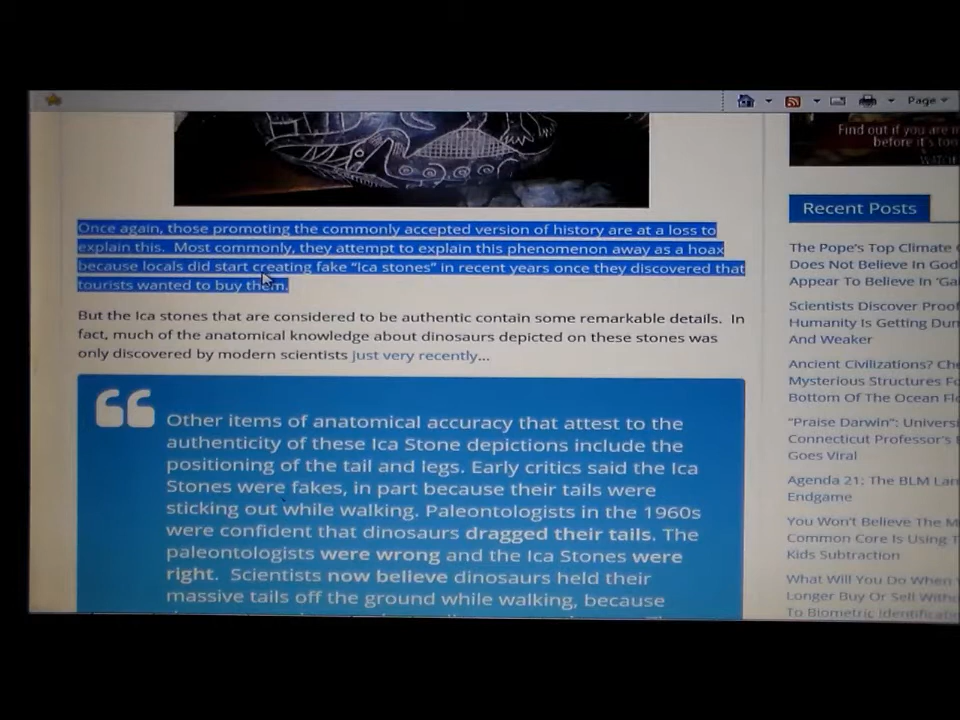 Page
Find out if you are
before it's too
WATCH
Once again, those promoting the commonly accepted version of history are at a loss to
explain this.  Most commonly, they attempt to explain this phenomenon away as a hoax
because locals did start creating fake “Ica stones” in recent years once they discovered that
tourists wanted to buy them.
But the Ica stones that are considered to be authentic contain some remarkable details.  In
fact, much of the anatomical knowledge about dinosaurs depicted on these stones was
only discovered by modern scientists just very recently...
Other items of anatomical accuracy that attest to the
authenticity of these Ica Stone depictions include the
positioning of the tail and legs. Early critics said the Ica
Stones were fakes, in part because their tails were
sticking out while walking. Paleontologists in the 1960s
were confident that dinosaurs dragged their tails. The
paleontologists were wrong and the Ica Stones were
right.  Scientists now believe dinosaurs held their
massive tails off the ground while walking, because
Recent Posts
The Pope's Top Climate
Does Not Believe In God
Appear To Believe In 'Ga
Scientists Discover Proof
Humanity Is Getting Dum
And Weaker
Ancient Civilizations? Che
Mysterious Structures Fo
Bottom Of The Ocean Flo
“Praise Darwin”: Univers
Connecticut Professor's
Goes Viral
Agenda 21: The BLM Lan
Endgame
You Won't Believe The M
Common Core Is Using T
Kids Subtraction
What Will You Do When
Longer Buy Or Sell With
To Biometric Identificat